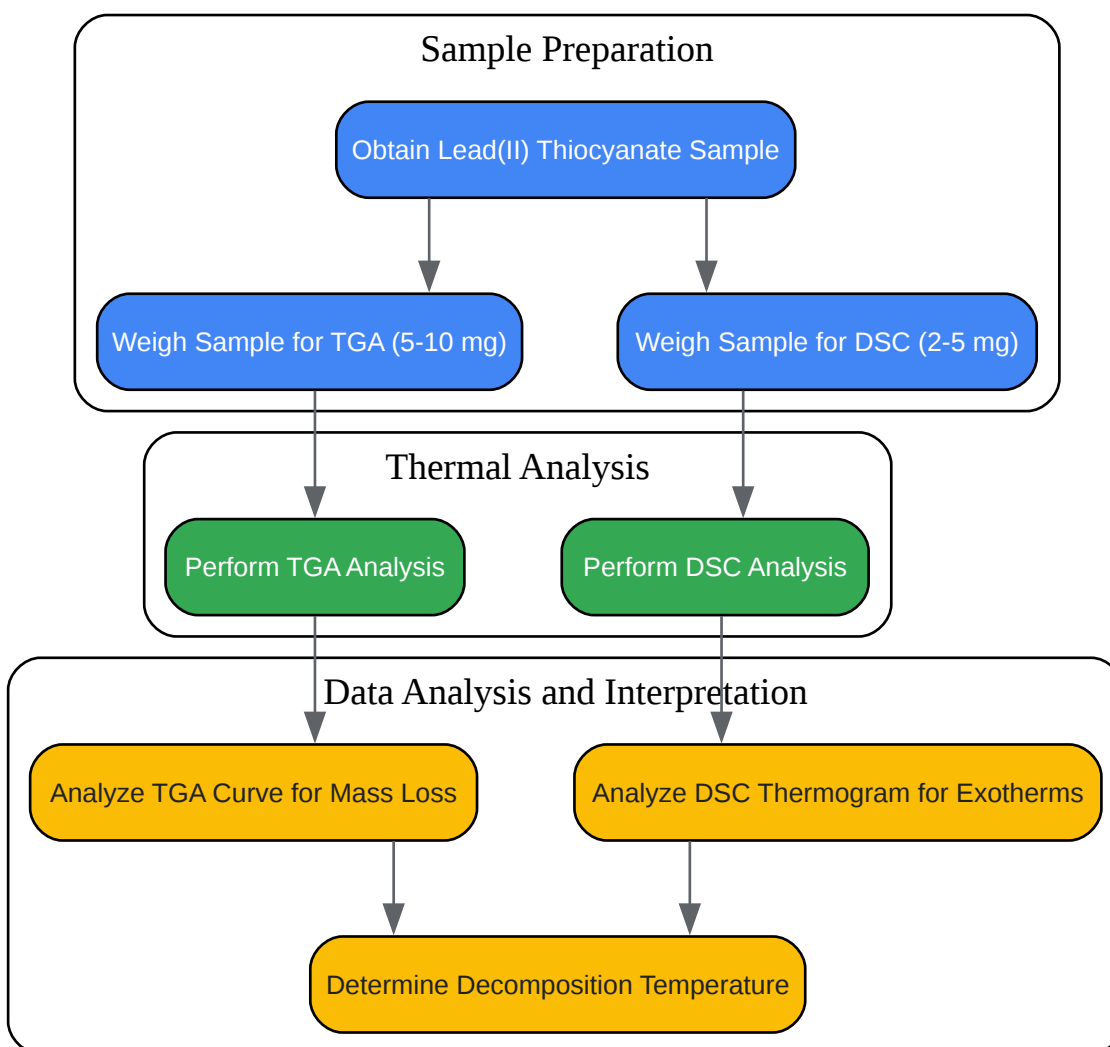 Sample Preparation
Obtain Lead(II) Thiocyanate Sample
Weigh Sample for TGA (5-10 mg)
Weigh Sample for DSC (2-5 mg)
Thermal Analysis
Perform TGA Analysis
Perform DSC Analysis
Data Analysis and Interpretation
Analyze TGA Curve for Mass Loss
Analyze DSC Thermogram for Exotherms
Determine Decomposition Temperature